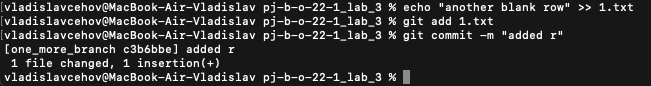 [vladislavcehov@MacBook-Air-Vladislav pj-b-o-22-1_lab_3 % echo "another blank row" >> 1.txt
[vladislavcehov@MacBook-Air-Vladislav pj-b-o-22-1_lab_3 % git add 1.txt
[vladislavcehov@MacBook-Air-Vladislav pj-b-o-22-1_lab_3 % git commit -m "added r"
[one_more_branch c3b6bbe] added r
1 file changed, 1 insertion(+)
vladislavcehov@MacBook-Air-Vladislav pj-b-o-22-1_lab_3 %